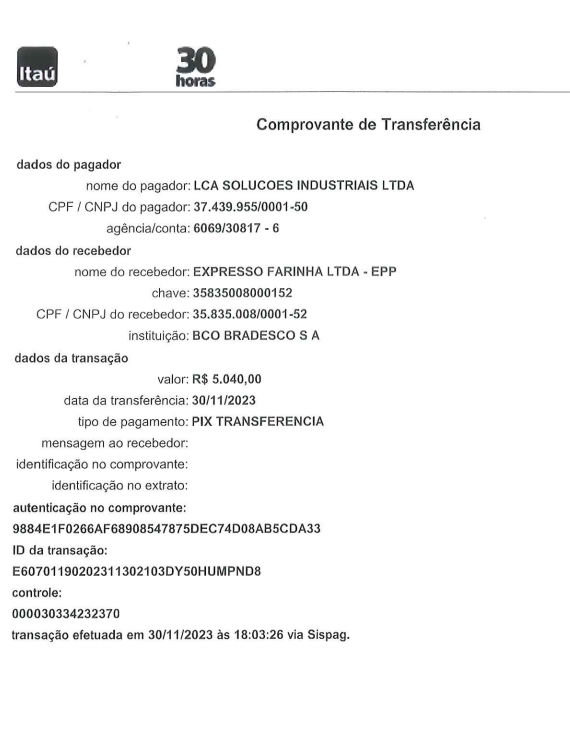 Itaú
30
horas
Comprovante de Transferência
dados do pagador
nome do pagador: LCA SOLUCOES INDUSTRIAIS LTDA
CPF / CNPJ do pagador: 37.439.955/0001-50
agência/conta: 6069/30817 - 6
dados do recebedor
nome do recebedor: EXPRESSO FARINHA LTDA - EPP
chave: 35835008000152
CPF / CNPJ do recebedor: 35.835.008/0001-52
instituição: BCO BRADESCO S A
dados da transação
valor: R$ 5.040,00
data da transferência: 30/11/2023
tipo de pagamento: PIX TRANSFERENCIA
mensagem ao recebedor:
identificação no comprovante:
identificação no extrato:
autenticação no comprovante:
9884E1F0266AF68908547875DEC74D08AB5CDA33
ID da transação:
E60701190202311302103DY50HUMPND8
controle:
000030334232370
transação efetuada em 30/11/2023 às 18:03:26 via Sispag.